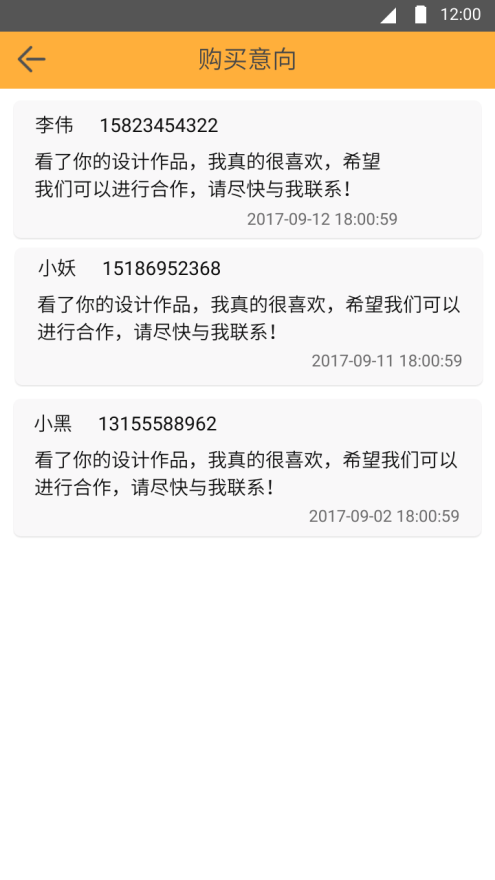 12:00
购买意向
李伟 15823454322
看了你的设计作品，我真的很喜欢，希望
我们可以进行合作，请尽快与我联系！
2017-09-12 18:00:59
小妖 15186952368
看了你的设计作品，我真的很喜欢，希望我们可以
进行合作，请尽快与我联系！
2017-09-11 18:00:59
小黑 13155588962
看了你的设计作品，我真的很喜欢，希望我们可以
进行合作，请尽快与我联系！
2017-09-02 18:00:59